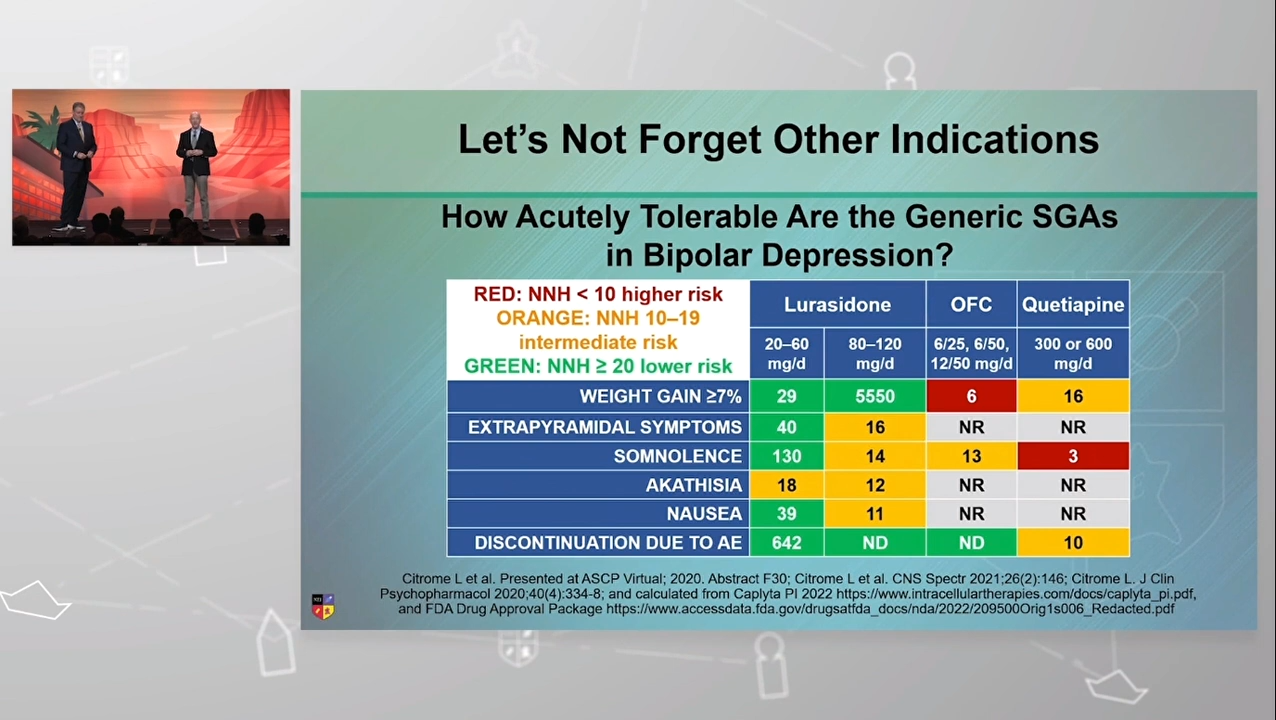 Let's Not Forget Other Indications
How Acutely Tolerable Are the Generic SGAs
in Bipolar Depression?
RED: NNH < 10 higher risk
ORANGE: NNH 10–19
intermediate risk
GREEN: NNH ≥ 20 lower risk
Lurasidone OFC Quetiapine
20–60 mg/d 80–120 mg/d 6/25, 6/50, 12/50 mg/d 300 or 600 mg/d
WEIGHT GAIN ≥7% 29 5550 6 16
EXTRAPYRAMIDAL SYMPTOMS 40 16 NR NR
SOMNOLENCE 130 14 13 3
AKATHISIA 18 12 NR NR
NAUSEA 39 11 NR NR
DISCONTINUATION DUE TO AE 642 ND ND 10
Citrome L et al. Presented at ASCP Virtual; 2020. Abstract F30; Citrome L et al. CNS Spectr 2021;26(2):146; Citrome L. J Clin
Psychopharmacol 2020;40(4):334-8; and calculated from Caplyta PI 2022 https://www.intracellulartherapies.com/docs/caplyta_pi.pdf,
and FDA Drug Approval Package https://www.accessdata.fda.gov/drugsatfda_docs/nda/2022/209500Orig1s006_Redacted.pdf